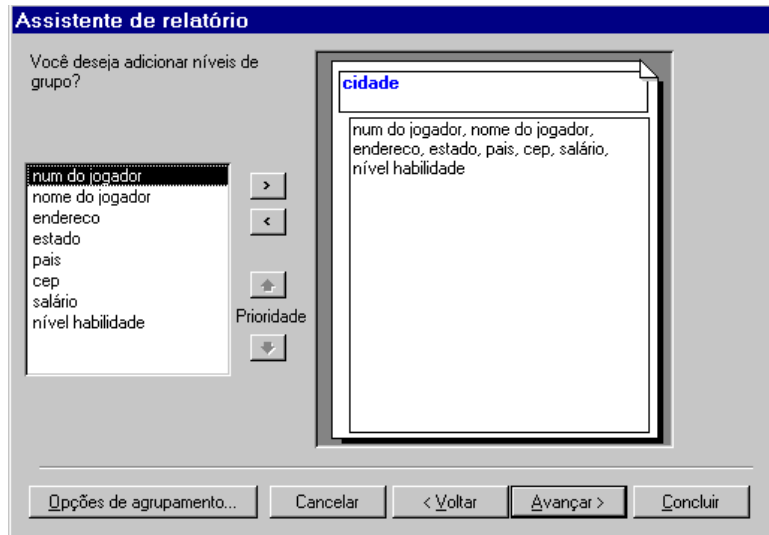 Assistente de relatório
Você deseja adicionar níveis de
grupo?
num do jogador
nome do jogador
endereco
estado
pais
cep
salário
nível habilidade
>
<
Prioridade
cidade
num do jogador, nome do jogador,
endereco, estado, pais, cep, salário,
nível habilidade
Opções de agrupamento...
Cancelar
< Voltar
Avançar >
Concluir